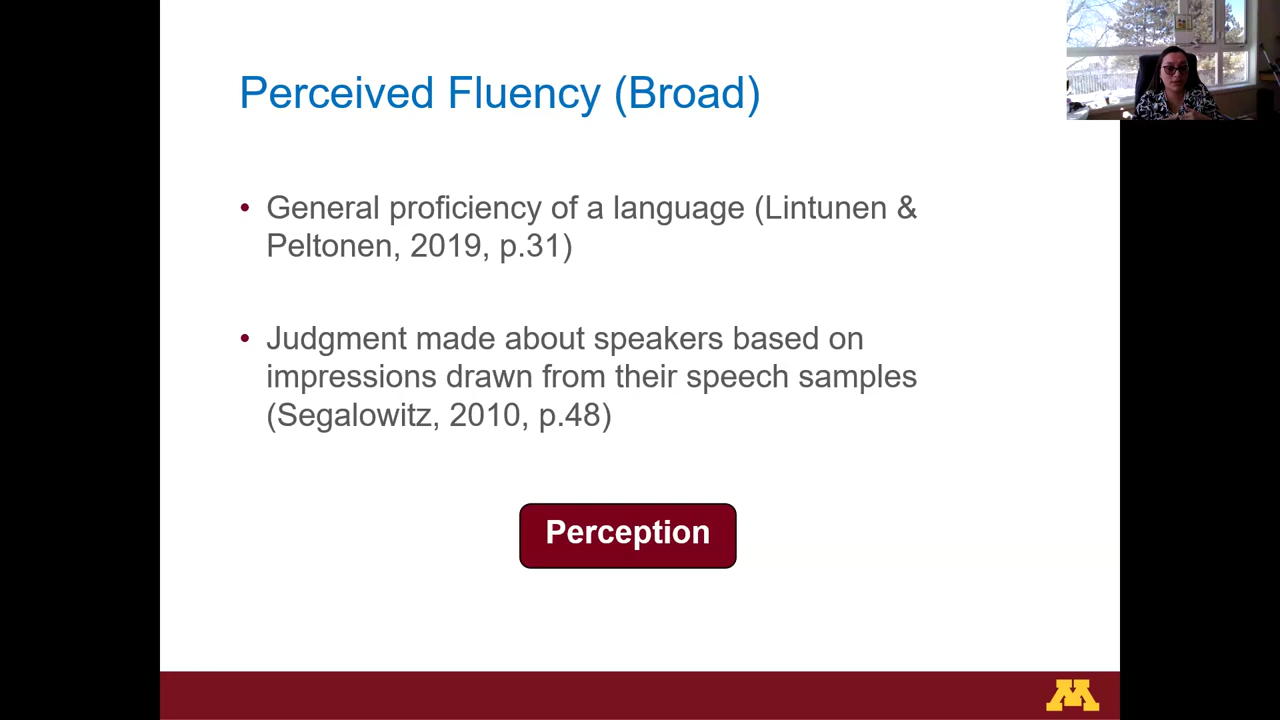 Perceived Fluency (Broad)
• General proficiency of a language (Lintunen &
Peltonen, 2019, p.31)
• Judgment made about speakers based on
impressions drawn from their speech samples
(Segalowitz, 2010, p.48)
Perception
M